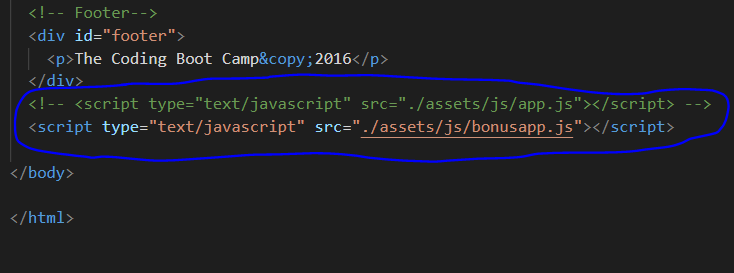 <!-- Footer-->
<div id="footer">
<p>The Coding Boot Camp&copy;2016</p>
</div>
<!-- <script type="text/javascript" src="./assets/js/app.js"></script> -->
<script type="text/javascript" src="./assets/js/bonusapp.js"></script>
</body>
</html>